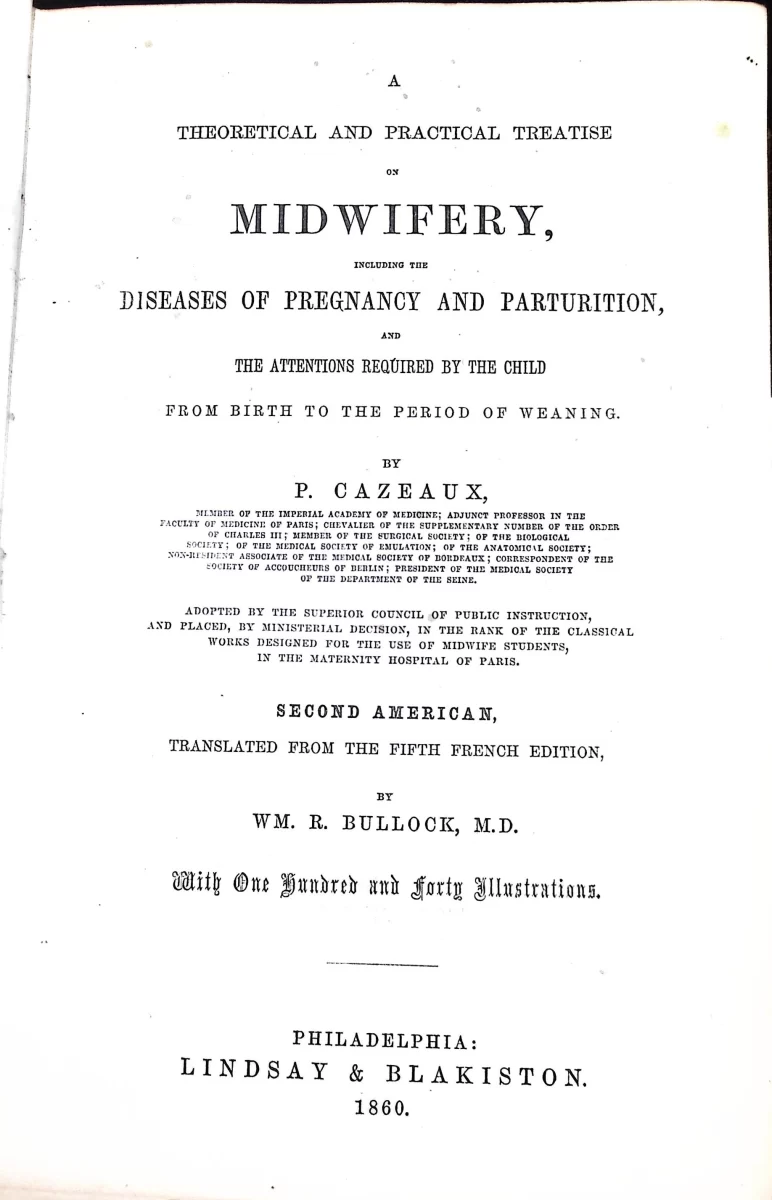 A
THEORETICAL AND PRACTICAL TREATISE
ON
MIDWIFERY,
INCLUDING THE
DISEASES OF PREGNANCY AND PARTURITION,
AND
THE ATTENTIONS REQUIRED BY THE CHILD
FROM BIRTH TO THE PERIOD OF WEANING.
BY
P. CAZEAUX,
MEMBER OF THE IMPERIAL ACADEMY OF MEDICINE; ADJUNCT PROFESSOR IN THE
FACULTY OF MEDICINE OF PARIS; CHEVALIER OF THE SUPPLEMENTARY NUMBER OF THE ORDER
OF CHARLES III; MEMBER OF THE SURGICAL SOCIETY; OF THE BIOLOGICAL
SOCIETY; OF THE MEDICAL SOCIETY OF EMULATION; OF THE ANATOMICAL SOCIETY;
NON-RESIDENT ASSOCIATE OF THE MEDICAL SOCIETY OF BORDEAUX; CORRESPONDENT OF THE
SOCIETY OF ACCOUCHEURS OF BERLIN; PRESIDENT OF THE MEDICAL SOCIETY
OF THE DEPARTMENT OF THE SEINE.
ADOPTED BY THE SUPERIOR COUNCIL OF PUBLIC INSTRUCTION,
AND PLACED, BY MINISTERIAL DECISION, IN THE RANK OF THE CLASSICAL
WORKS DESIGNED FOR THE USE OF MIDWIFE STUDENTS,
IN THE MATERNITY HOSPITAL OF PARIS.
SECOND AMERICAN,
TRANSLATED FROM THE FIFTH FRENCH EDITION,
BY
WM. R. BULLOCK, M.D.
With One Hundred and Forty Illustrations.
PHILADELPHIA:
LINDSAY & BLAKISTON.
1860.